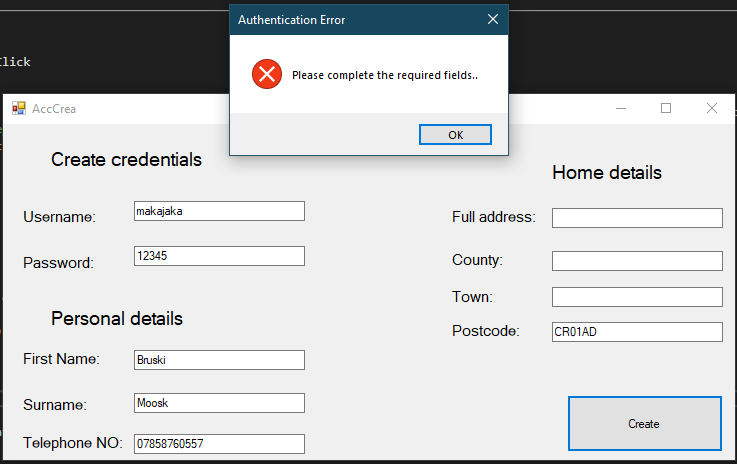 Authentication Error
Please complete the required fields..
OK
Click
AccCrea
Create credentials
Username: makajaka
Password: 12345
Personal details
First Name: Bruski
Surname: Moosk
Telephone NO: 07858760557
Home details
Full address:
County:
Town:
Postcode: CR01AD
Create